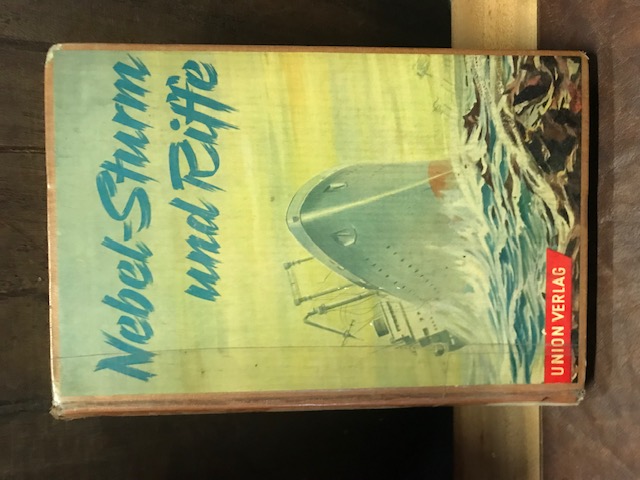 Nebel-Sturm
und Riffe
UNION VERLAG